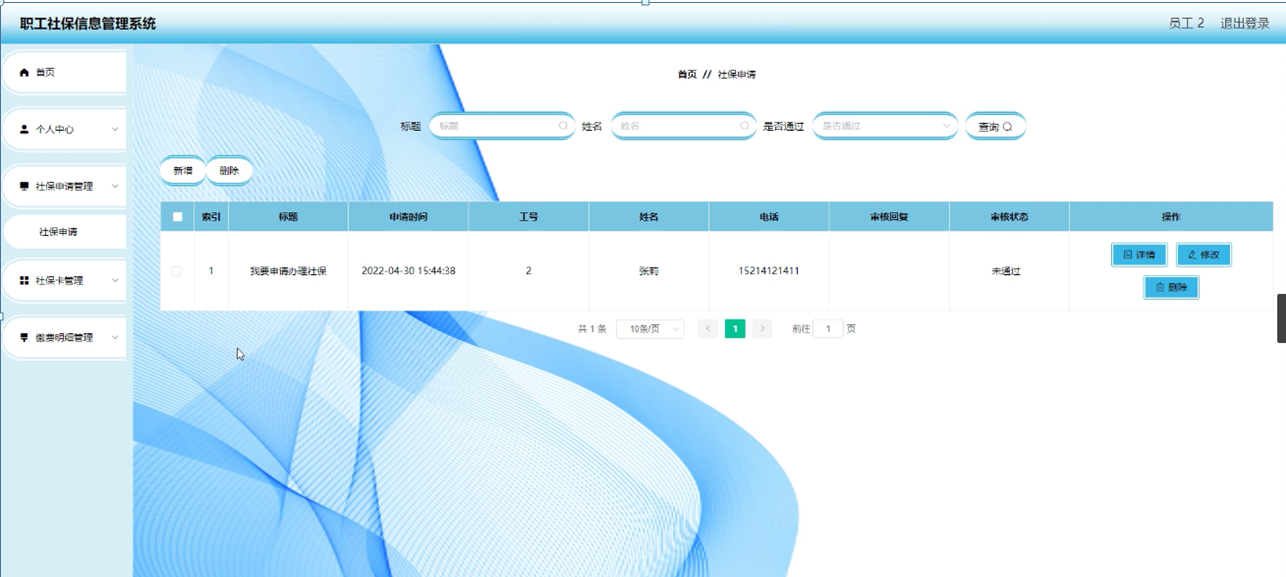 职工社保信息管理系统 员工 2 退出登录
首页
个人中心
社保申请管理
社保申请
社保卡管理
缴费明细管理
首页 // 社保申请
标题 标题 姓名 姓名 是否通过 是否通过 查询
新增 删除
索引 标题 申请时间 工号 姓名 电话 审核回复 审核状态 操作
1 我要申请办理社保 2022-04-30 15:44:38 2 张莉 15214121411 未通过 详情 修改
删除
共 1 条 10条/页 1 前往 1 页